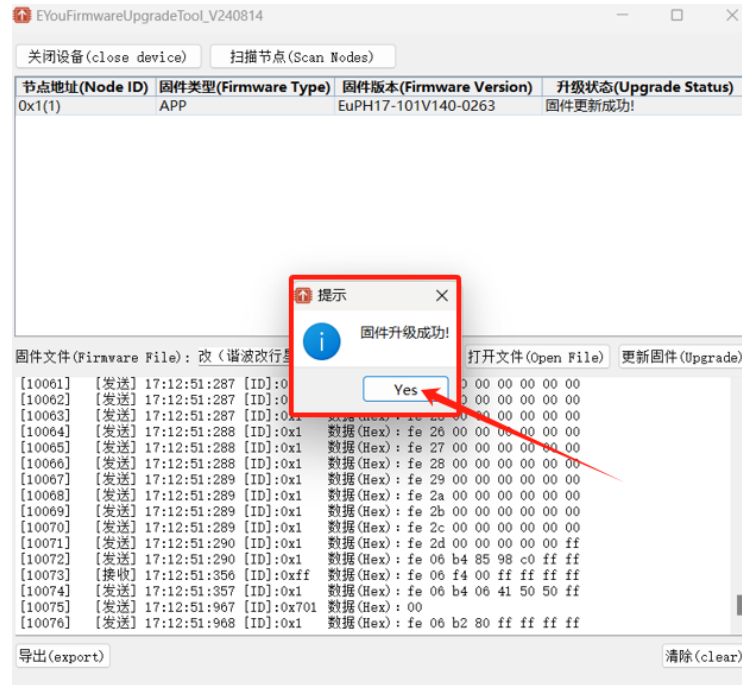 EYouFirmwareUpgradeTool_V240814
关闭设备(close device) 扫描节点(Scan Nodes)
节点地址(Node ID) 固件类型(Firmware Type) 固件版本(Firmware Version) 升级状态(Upgrade Status)
0x1(1) APP EuPH17-101V140-0263 固件更新成功!
提示
固件升级成功!
Yes
固件文件(Firmware File): 改（谐波改行星 打开文件(Open File) 更新固件(Upgrade)
[10061] [发送] 17:12:51:287 [ID]:0 00 00 00 00 00
[10062] [发送] 17:12:51:287 [ID]:0 00 00 00 00 00
[10063] [发送] 17:12:51:287 [ID]:0x1 数据(Hex): fe 25 00 00 00 00 00 00
[10064] [发送] 17:12:51:288 [ID]:0x1 数据(Hex): fe 26 00 00 00 00 00 00
[10065] [发送] 17:12:51:288 [ID]:0x1 数据(Hex): fe 27 00 00 00 00 00 00
[10066] [发送] 17:12:51:288 [ID]:0x1 数据(Hex): fe 28 00 00 00 00 00 00
[10067] [发送] 17:12:51:289 [ID]:0x1 数据(Hex): fe 29 00 00 00 00 00 00
[10068] [发送] 17:12:51:289 [ID]:0x1 数据(Hex): fe 2a 00 00 00 00 00 00
[10069] [发送] 17:12:51:289 [ID]:0x1 数据(Hex): fe 2b 00 00 00 00 00 00
[10070] [发送] 17:12:51:289 [ID]:0x1 数据(Hex): fe 2c 00 00 00 00 00 00
[10071] [发送] 17:12:51:290 [ID]:0x1 数据(Hex): fe 2d 00 00 00 00 00 ff
[10072] [发送] 17:12:51:290 [ID]:0x1 数据(Hex): fe 06 b4 85 98 c0 ff ff
[10073] [接收] 17:12:51:356 [ID]:0xff 数据(Hex): fe 06 f4 00 ff ff ff ff
[10074] [发送] 17:12:51:357 [ID]:0x1 数据(Hex): fe 06 b4 06 41 50 50 ff
[10075] [发送] 17:12:51:967 [ID]:0x701 数据(Hex): 00
[10076] [发送] 17:12:51:968 [ID]:0x1 数据(Hex): fe 06 b2 80 ff ff ff ff
导出(export) 清除(clear)